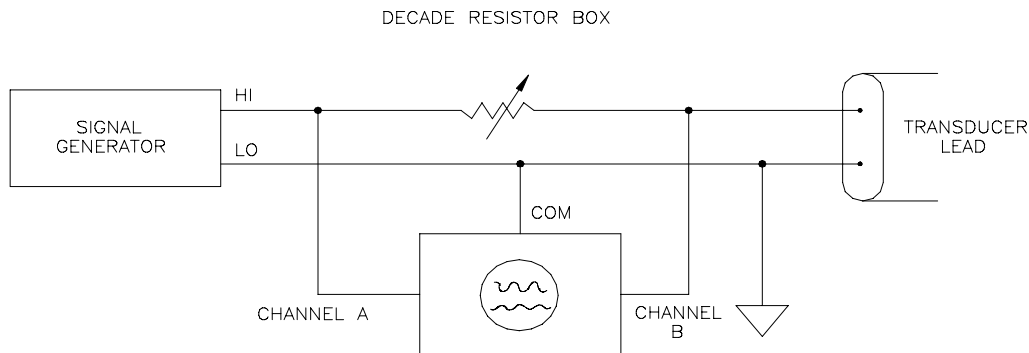 DECADE RESISTOR BOX
HI
SIGNAL
GENERATOR
LO
TRANSDUCER
LEAD
COM
CHANNEL A
CHANNEL
B